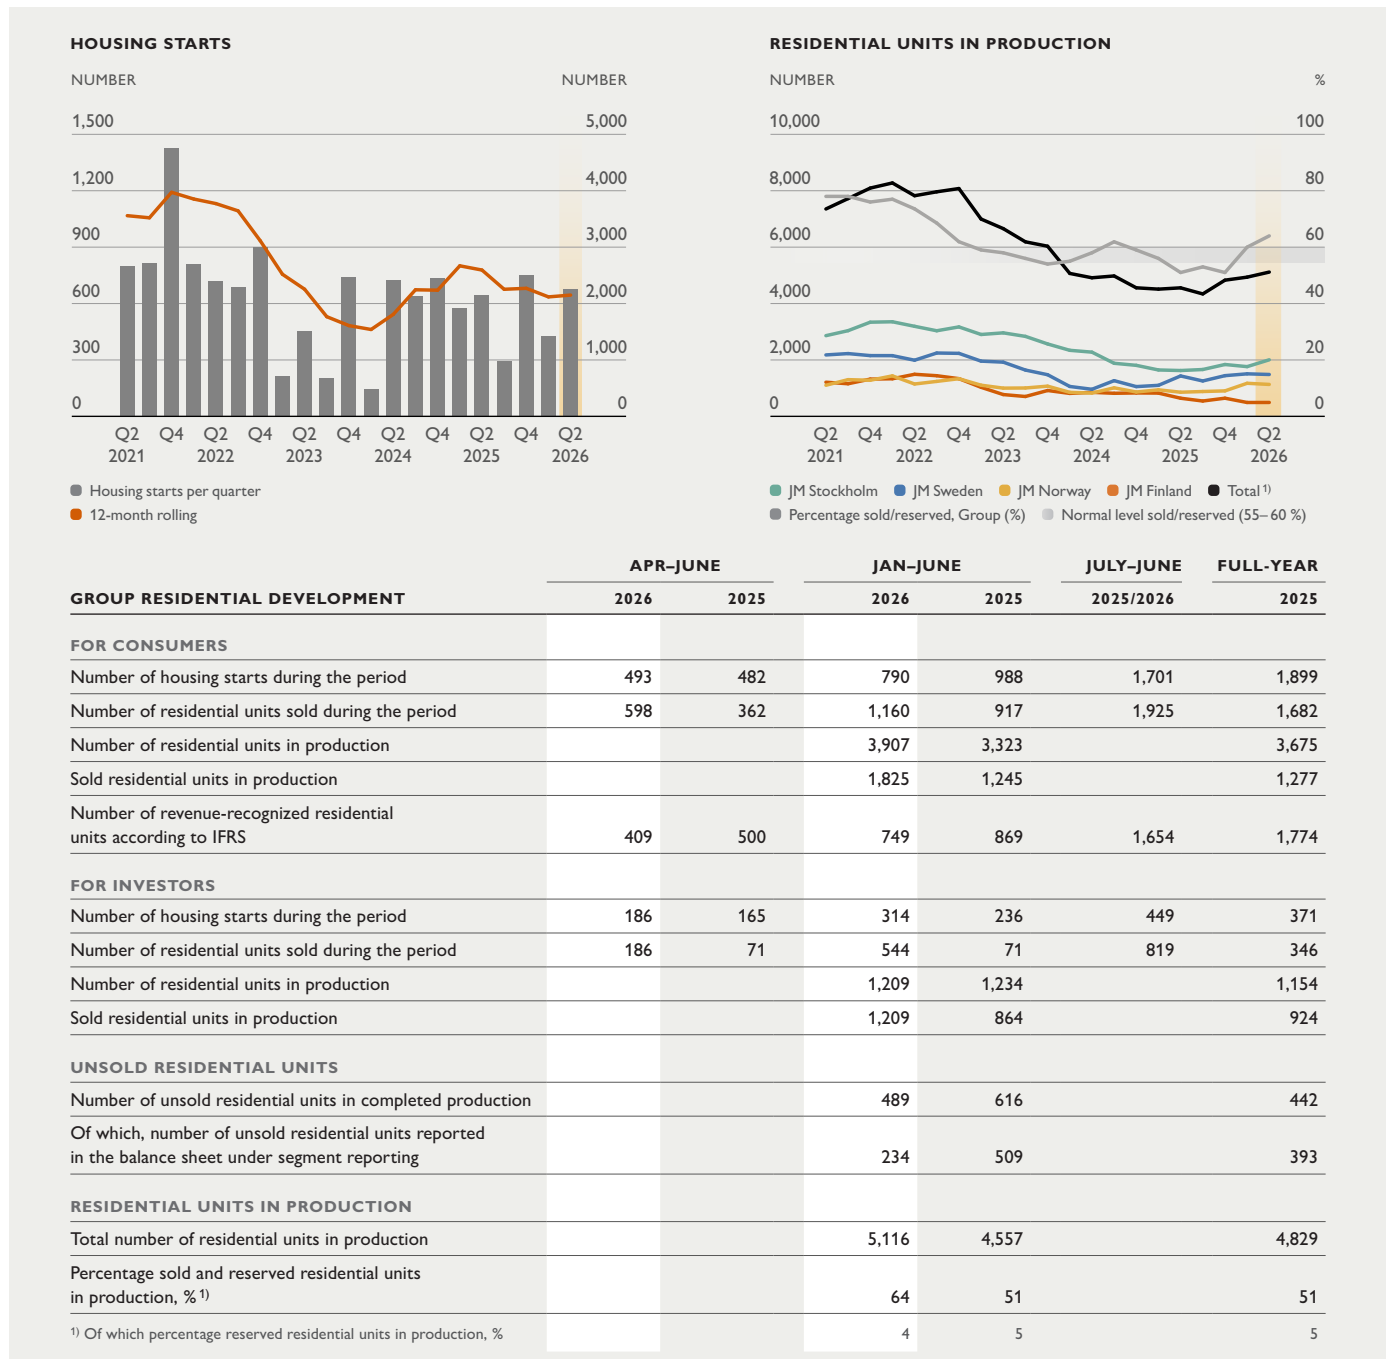 HOUSING STARTS
NUMBER NUMBER
1,500 5,000
1,200 4,000
900 3,000
600 2,000
300 1,000
0 0
Q2 Q4 Q2 Q4 Q2 Q4 Q2 Q4 Q2 Q4 Q2
2021 2022 2023 2024 2025 2026
Housing starts per quarter
12-month rolling
RESIDENTIAL UNITS IN PRODUCTION
NUMBER %
10,000 100
8,000 80
6,000 60
4,000 40
2,000 20
0 0
Q2 Q4 Q2 Q4 Q2 Q4 Q2 Q4 Q2 Q4 Q2
2021 2022 2023 2024 2025 2026
JM Stockholm JM Sweden JM Norway JM Finland Total 1)
Percentage sold/reserved, Group (%) Normal level sold/reserved (55–60 %)
APR–JUNE JAN–JUNE JULY–JUNE FULL-YEAR
GROUP RESIDENTIAL DEVELOPMENT 2026 2025 2026 2025 2025/2026 2025
FOR CONSUMERS
Number of housing starts during the period 493 482 790 988 1,701 1,899
Number of residential units sold during the period 598 362 1,160 917 1,925 1,682
Number of residential units in production 3,907 3,323 3,675
Sold residential units in production 1,825 1,245 1,277
Number of revenue-recognized residential
units according to IFRS 409 500 749 869 1,654 1,774
FOR INVESTORS
Number of housing starts during the period 186 165 314 236 449 371
Number of residential units sold during the period 186 71 544 71 819 346
Number of residential units in production 1,209 1,234 1,154
Sold residential units in production 1,209 864 924
UNSOLD RESIDENTIAL UNITS
Number of unsold residential units in completed production 489 616 442
Of which, number of unsold residential units reported
in the balance sheet under segment reporting 234 509 393
RESIDENTIAL UNITS IN PRODUCTION
Total number of residential units in production 5,116 4,557 4,829
Percentage sold and reserved residential units
in production, % 1) 64 51 51
1) Of which percentage reserved residential units in production, % 4 5 5